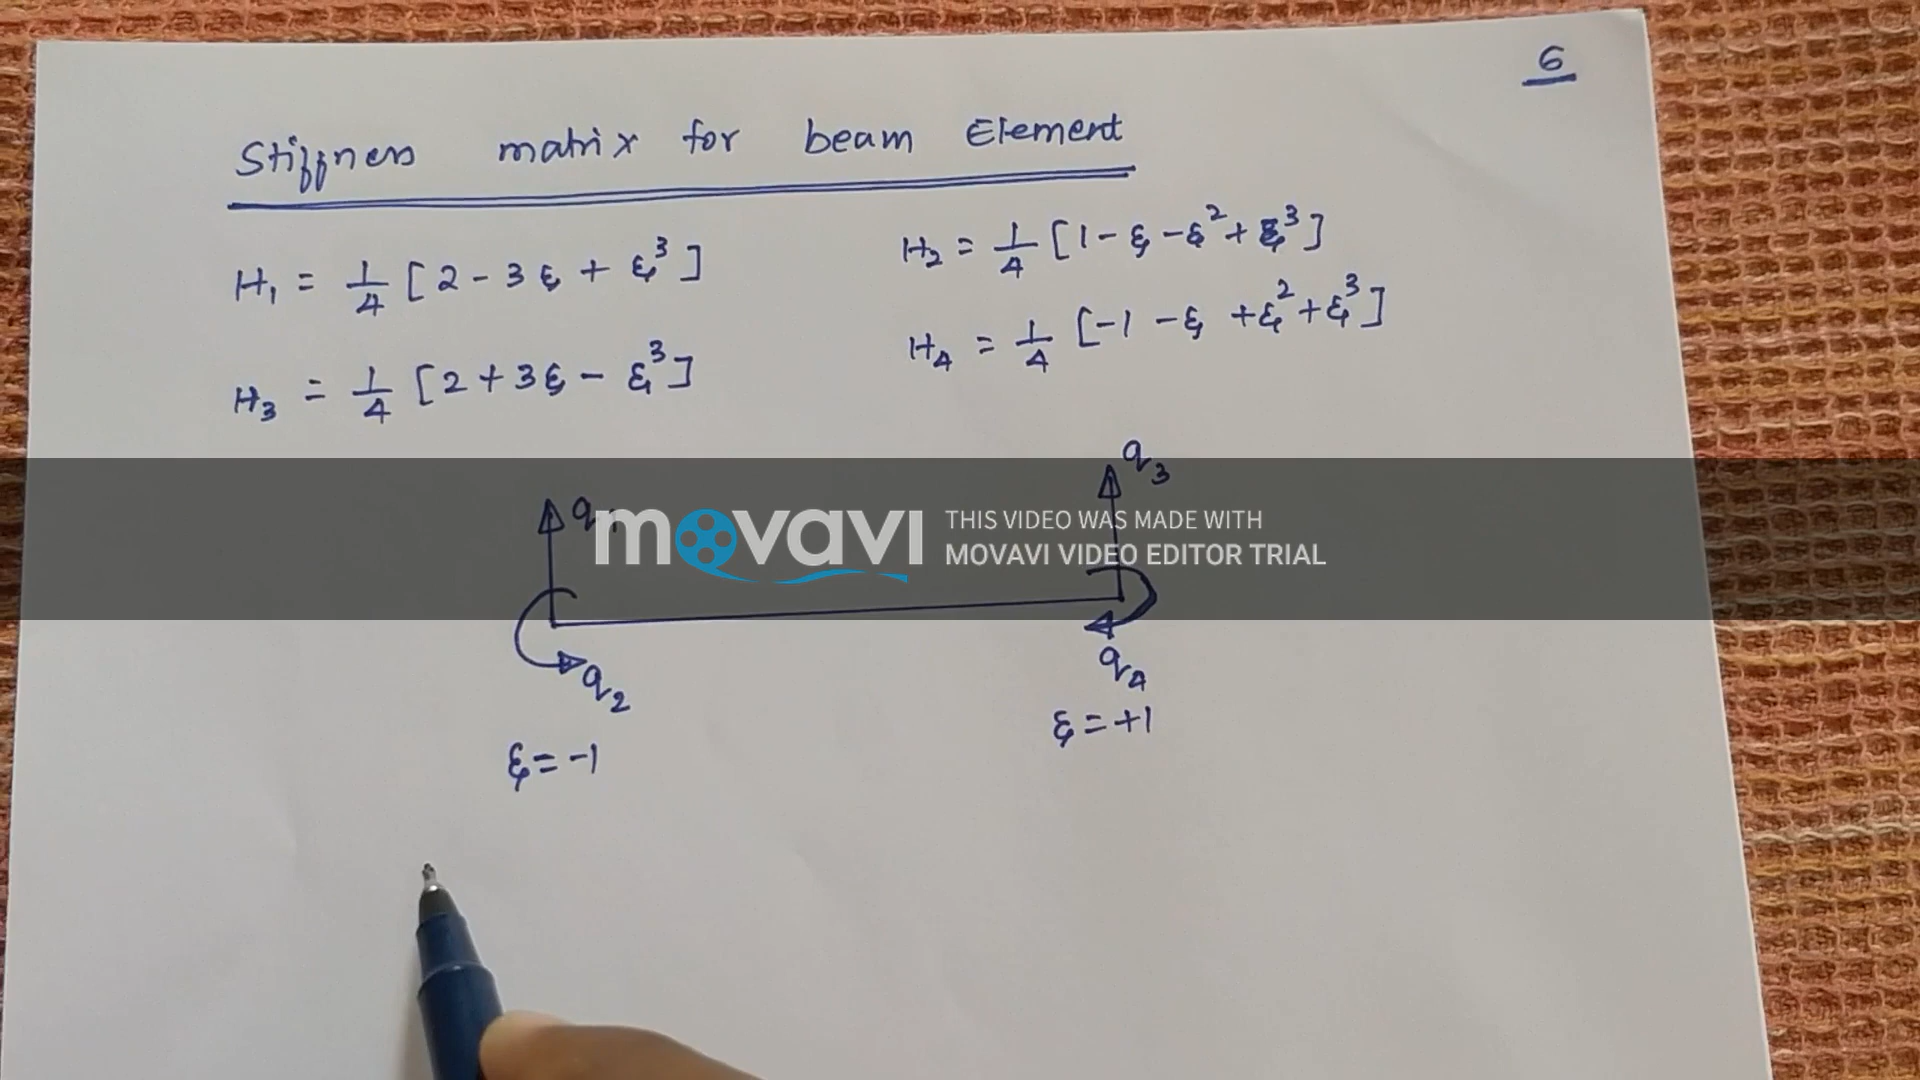 6
Stiffness matrix for beam Element
H₁ = 1/4 [2 - 3ξ + ξ³]
H₂ = 1/4 [1 - ξ - ξ² + ξ³]
H₃ = 1/4 [2 + 3ξ - ξ³]
H₄ = 1/4 [-1 - ξ + ξ² + ξ³]
q₃
q₁
movavi
THIS VIDEO WAS MADE WITH
MOVAVI VIDEO EDITOR TRIAL
q₂
q₄
ξ = -1
ξ = +1